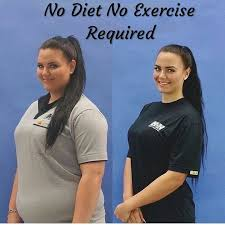 No Diet No Exercise
Required